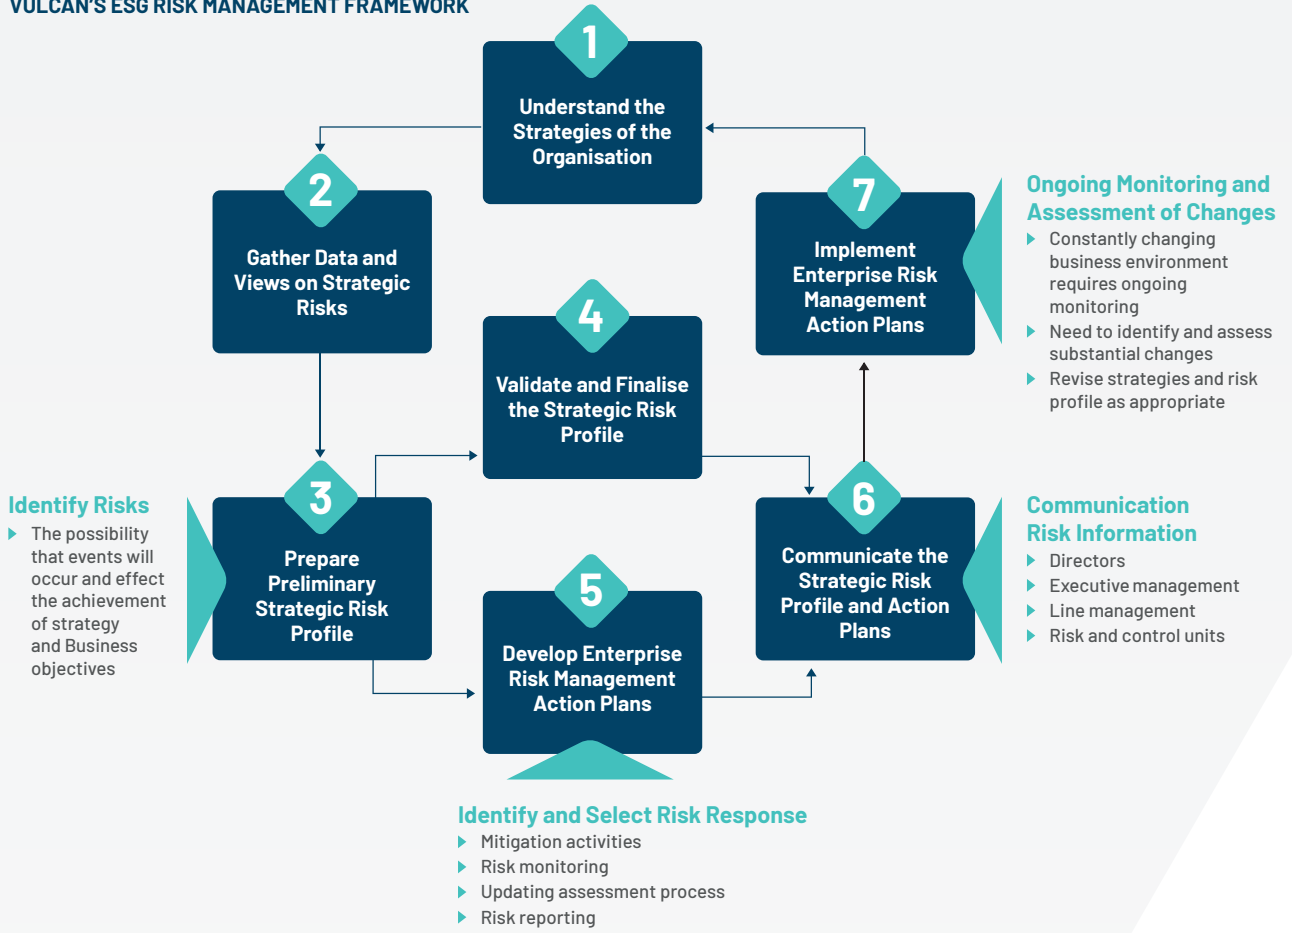 VULCAN'S ESG RISK MANAGEMENT FRAMEWORK
1
Understand the
Strategies of the
Organisation
2
Gather Data and
Views on Strategic
Risks
3
Prepare
Preliminary
Strategic Risk
Profile
Identify Risks
The possibility
that events will
occur and effect
the achievement
of strategy
and Business
objectives
4
Validate and Finalise
the Strategic Risk
Profile
5
Develop Enterprise
Risk Management
Action Plans
Identify and Select Risk Response
Mitigation activities
Risk monitoring
Updating assessment process
Risk reporting
6
Communicate the
Strategic Risk
Profile and Action
Plans
Communication
Risk Information
Directors
Executive management
Line management
Risk and control units
7
Implement
Enterprise Risk
Management
Action Plans
Ongoing Monitoring and
Assessment of Changes
Constantly changing
business environment
requires ongoing
monitoring
Need to identify and assess
substantial changes
Revise strategies and risk
profile as appropriate